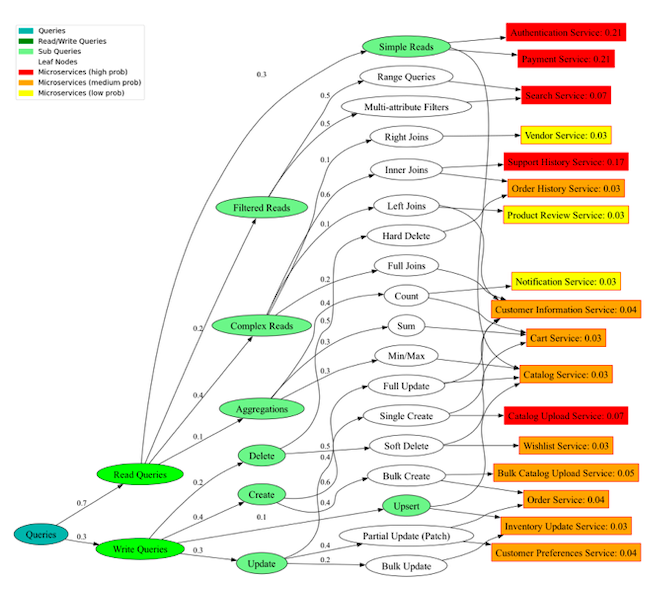 Queries
Read/Write Queries
Sub Queries
Leaf Nodes
Microservices (high prob)
Microservices (medium prob)
Microservices (low prob)
Simple Reads
Authentication Service: 0.21
Payment Service: 0.21
0.3
Range Queries
Search Service: 0.07
0.5
Multi-attribute Filters
0.5
Right Joins
Vendor Service: 0.03
0.1
Inner Joins
Support History Service: 0.17
Order History Service: 0.03
0.6
Filtered Reads
Left Joins
Product Review Service: 0.03
0.1
Hard Delete
Full Joins
0.2
Notification Service: 0.03
Count
0.4
Customer Information Service: 0.04
0.5
Complex Reads
Sum
0.2
Cart Service: 0.03
0.3
Min/Max
0.3
Catalog Service: 0.03
Full Update
0.4
Aggregations
Single Create
Catalog Upload Service: 0.07
0.1
Soft Delete
Wishlist Service: 0.03
0.5
Delete
0.4
Read Queries
Bulk Create
Bulk Catalog Upload Service: 0.05
0.2
Create
0.4
Order Service: 0.04
0.7
Upsert
0.4
0.1
Inventory Update Service: 0.03
Queries
0.3
Partial Update (Patch)
Write Queries
0.3
0.4
Customer Preferences Service: 0.04
Update
0.2
Bulk Update